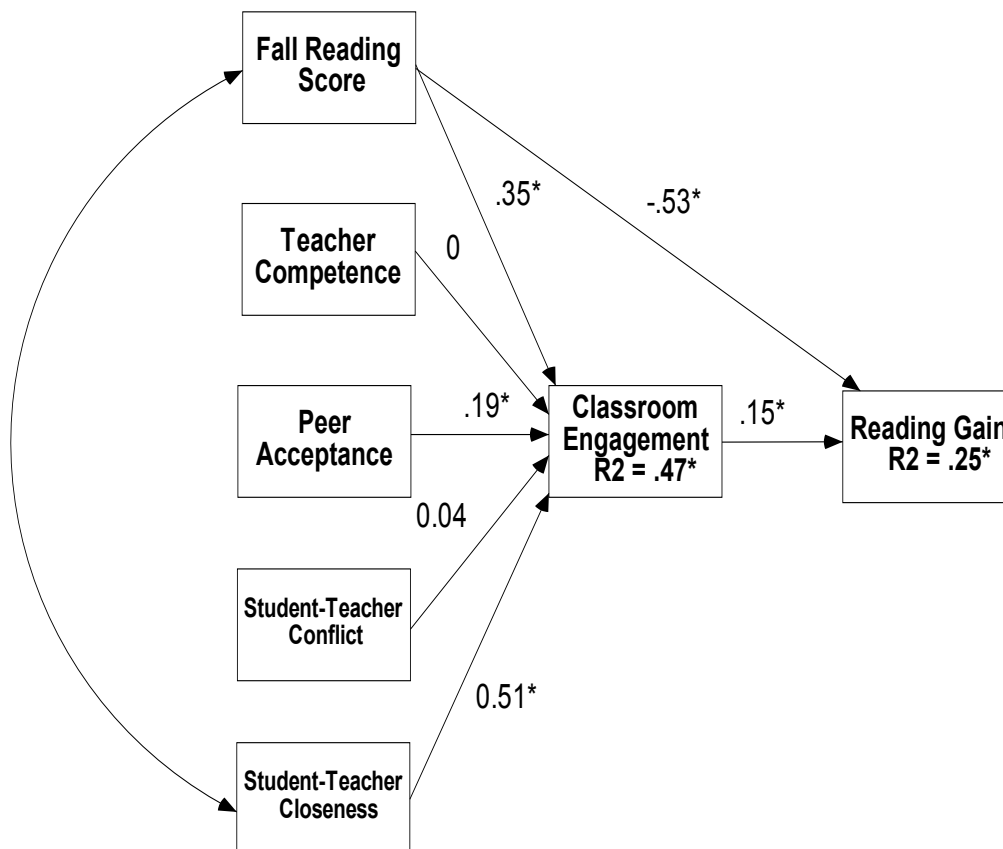 Fall Reading
Score
.35*
-.53*
Teacher
Competence
0
Peer
Acceptance
.19*
Classroom
Engagement
R2 = .47*
.15*
Reading Gain
R2 = .25*
0.04
Student-Teacher
Conflict
0.51*
Student-Teacher
Closeness